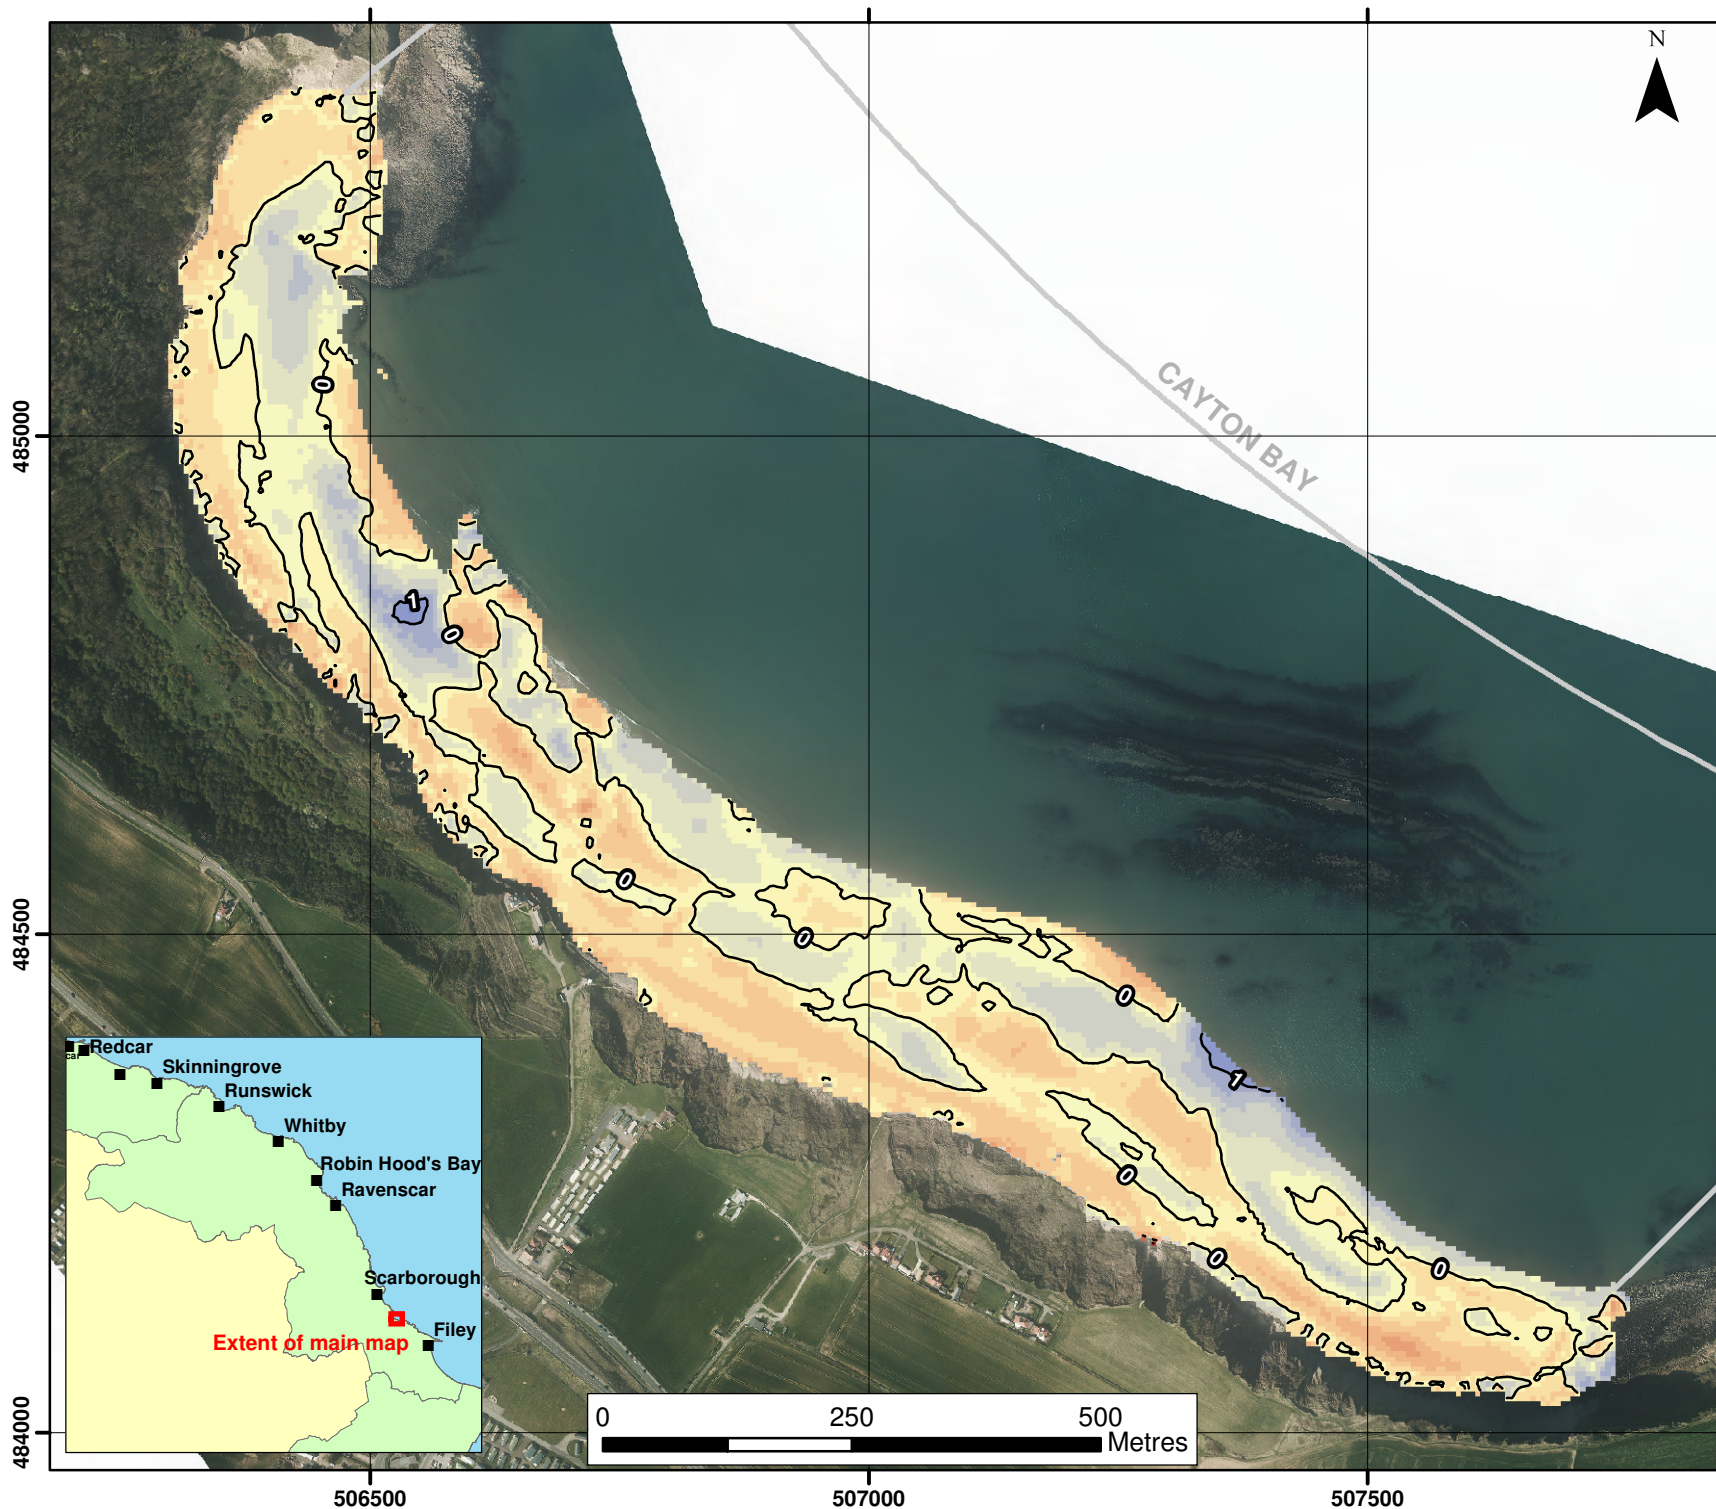 N
CAYTON BAY
485000
484500
484000
0
1
0
0
0
0
1
0
0
0
Redcar
car
Skinningrove
Runswick
Whitby
Robin Hood's Bay
Ravenscar
Scarborough
Filey
Extent of main map
0 250 500
Metres
506500 507000 507500